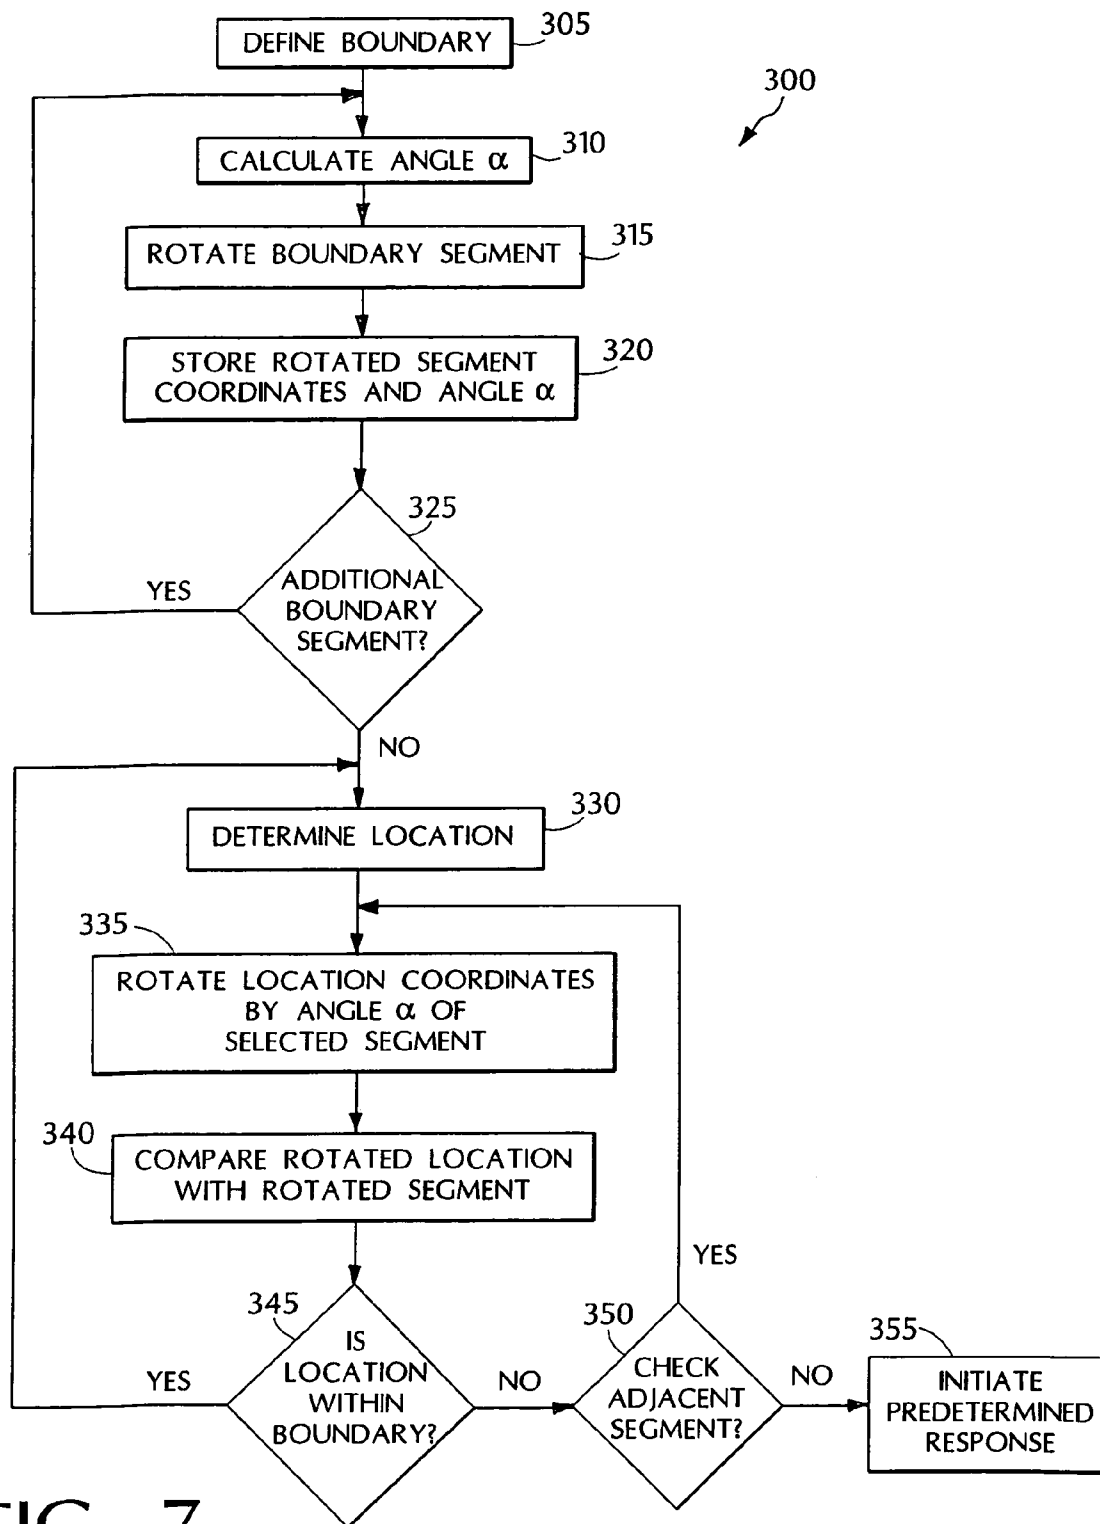 DEFINE BOUNDARY
305
300
CALCULATE ANGLE α
310
ROTATE BOUNDARY SEGMENT
315
STORE ROTATED SEGMENT
COORDINATES AND ANGLE α
320
325
ADDITIONAL
BOUNDARY
SEGMENT?
YES
NO
DETERMINE LOCATION
330
335
ROTATE LOCATION COORDINATES
BY ANGLE α OF
SELECTED SEGMENT
340
COMPARE ROTATED LOCATION
WITH ROTATED SEGMENT
345
IS
LOCATION
WITHIN
BOUNDARY?
YES
NO
350
CHECK
ADJACENT
SEGMENT?
YES
NO
355
INITIATE
PREDETERMINED
RESPONSE
FIG. 7